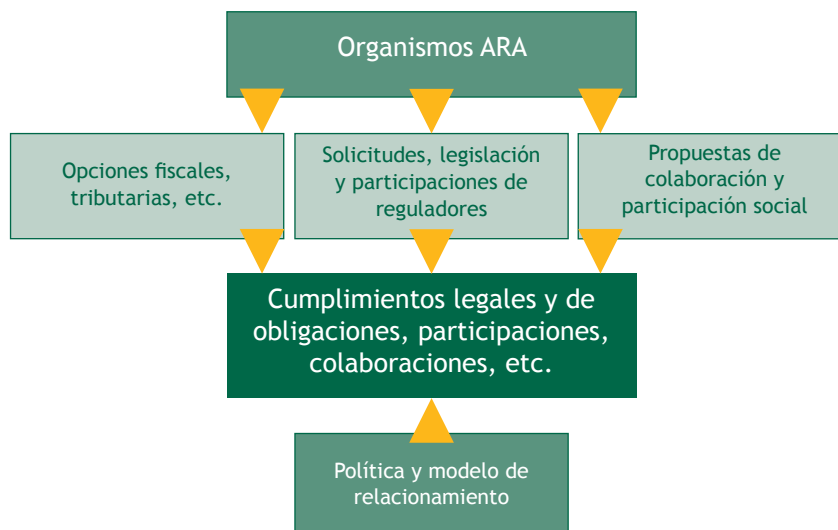 Organismos ARA
Opciones fiscales,
tributarias, etc.
Solicitudes, legislación
y participaciones de
reguladores
Propuestas de
colaboración y
participación social
Cumplimientos legales y de
obligaciones, participaciones,
colaboraciones, etc.
Política y modelo de
relacionamiento